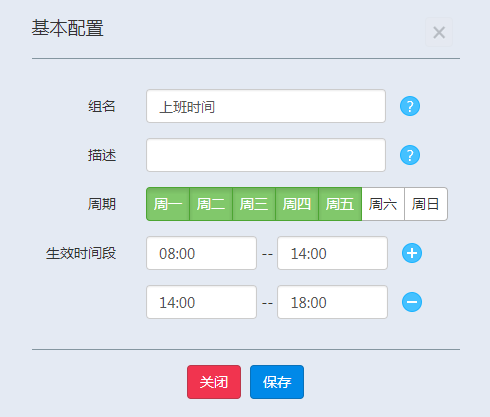 基本配置 ×
组名 上班时间 ?
描述 ?
周期 周一 周二 周三 周四 周五 周六 周日
生效时间段 08:00 -- 14:00 +
14:00 -- 18:00 −
关闭 保存